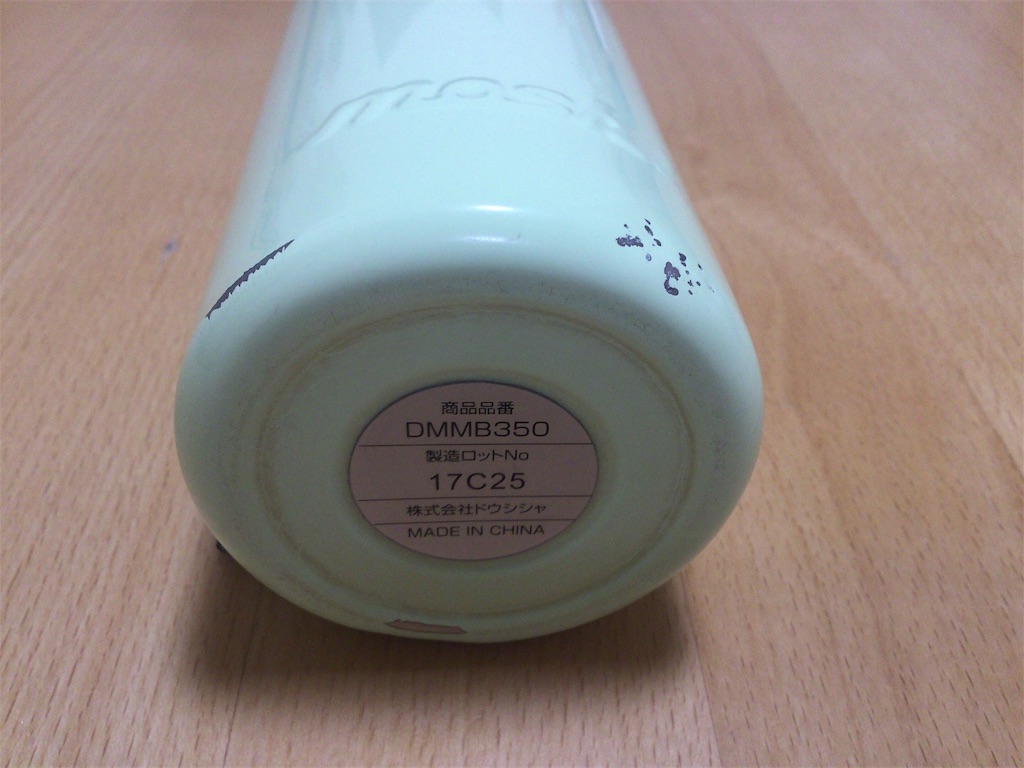 商品品番
DMMB350
製造ロットNo
17C25
株式会社ドウシシャ
MADE IN CHINA